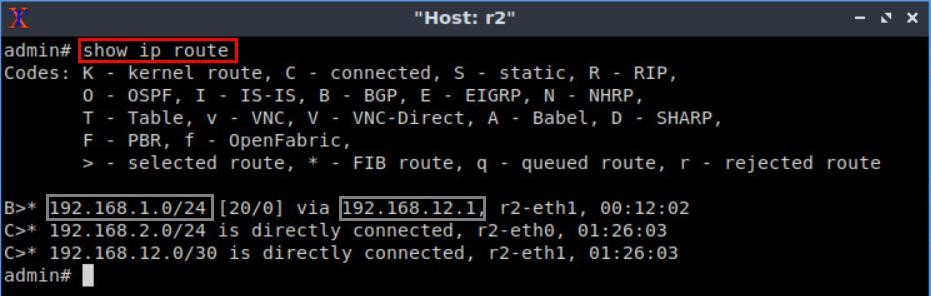 "Host: r2"
admin# show ip route
Codes: K - kernel route, C - connected, S - static, R - RIP,
O - OSPF, I - IS-IS, B - BGP, E - EIGRP, N - NHRP,
T - Table, v - VNC, V - VNC-Direct, A - Babel, D - SHARP,
F - PBR, f - OpenFabric,
> - selected route, * - FIB route, q - queued route, r - rejected route
B>* 192.168.1.0/24 [20/0] via 192.168.12.1, r2-eth1, 00:12:02
C>* 192.168.2.0/24 is directly connected, r2-eth0, 01:26:03
C>* 192.168.12.0/30 is directly connected, r2-eth1, 01:26:03
admin#